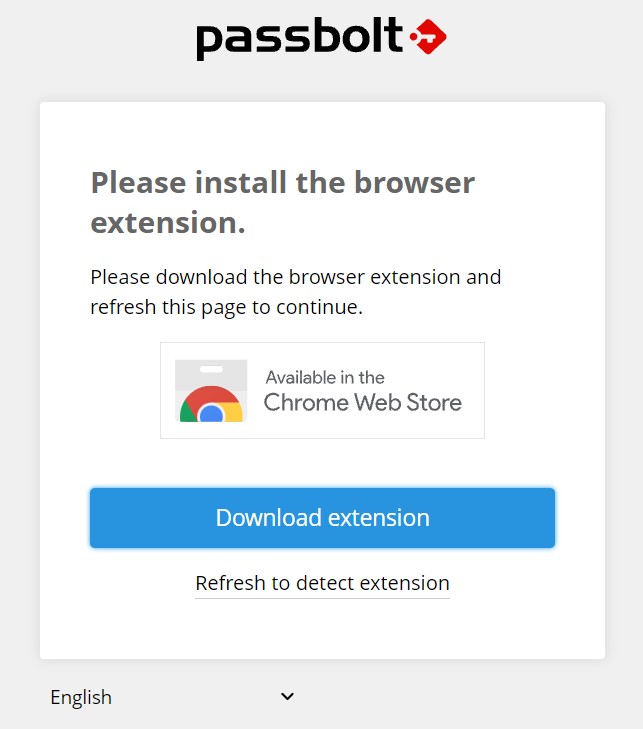 passbolt
Please install the browser
extension.
Please download the browser extension and
refresh this page to continue.
Available in the
Chrome Web Store
Download extension
Refresh to detect extension
English